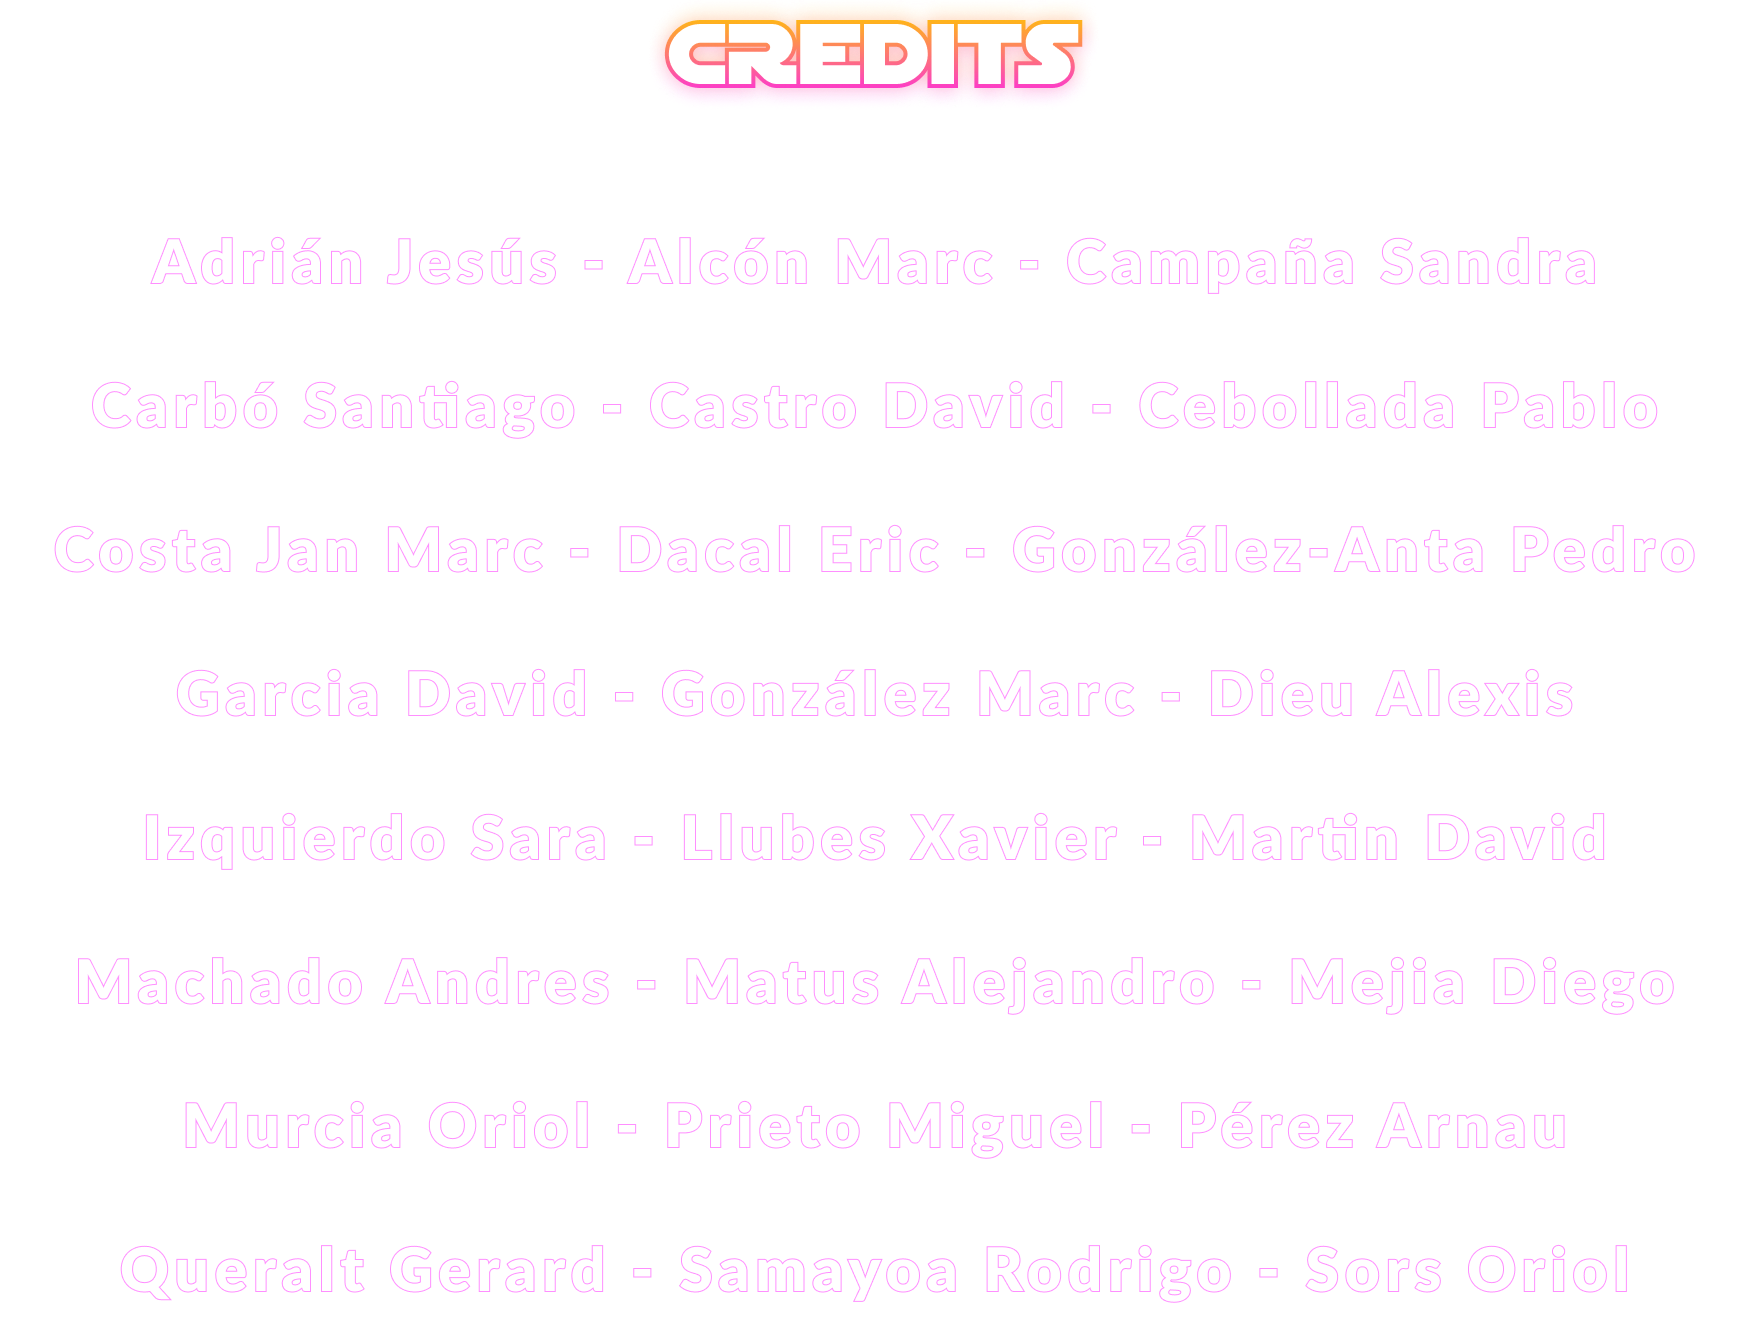 CREDITS
Adrián Jesús - Alcón Marc - Campaña Sandra
Carbó Santiago - Castro David - Cebollada Pablo
Costa Jan Marc - Dacal Eric - González-Anta Pedro
Garcia David - González Marc - Dieu Alexis
Izquierdo Sara - Llubes Xavier - Martin David
Machado Andres - Matus Alejandro - Mejia Diego
Murcia Oriol - Prieto Miguel - Pérez Arnau
Queralt Gerard - Samayoa Rodrigo - Sors Oriol